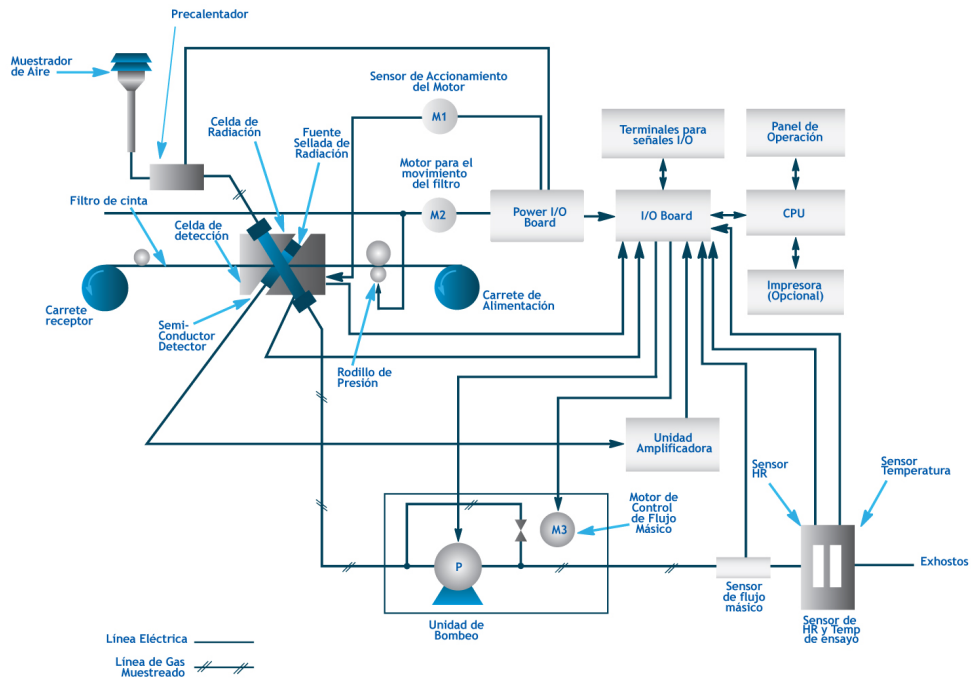 Precalentador
Muestrador
de Aire
Sensor de Accionamiento
del Motor
M1
Celda de
Radiación
Fuente
Sellada de
Radiación
Motor para el
movimiento
del filtro
M2
Terminales para
señales I/O
Panel de
Operación
Filtro de cinta
Power I/O
Board
I/O Board
CPU
Celda de
detección
Impresora
(Opcional)
Carrete
receptor
Carrete de
Alimentación
Semi-
Conductor
Detector
Rodillo de
Presión
Unidad
Amplificadora
Sensor
HR
Sensor
Temperatura
Motor de
Control
de Flujo
Másico
M3
P
Exhostos
Sensor
de flujo
másico
Unidad de
Bombeo
Sensor de
HR y Temp
de ensayo
Línea Eléctrica
Línea de Gas
Muestreado